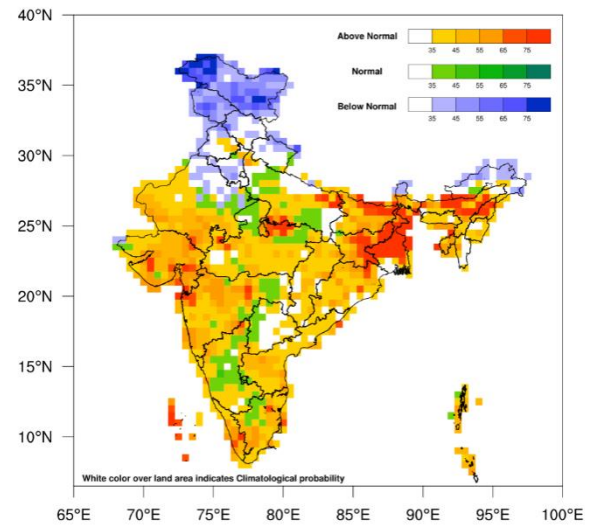 40°N
35°N
30°N
25°N
20°N
15°N
10°N
65°E 70°E 75°E 80°E 85°E 90°E 95°E 100°E
Above Normal
35 45 55 65 75
Normal
35 45 55 65 75
Below Normal
35 45 55 65 75
White color over land area indicates Climatological probability